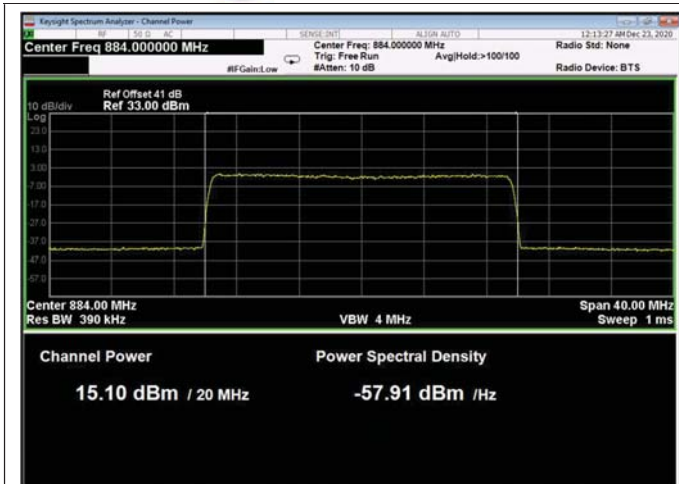 Keysight Spectrum Analyzer - Channel Power
RF 50 Ω AC SENSE:INT ALIGN AUTO 12:13:27 AM Dec 23, 2020
Center Freq 884.000000 MHz Center Freq: 884.000000 MHz Radio Std: None
Trig: Free Run Avg|Hold:>100/100
#IFGain:Low #Atten: 10 dB Radio Device: BTS
Ref Offset 41 dB
10 dB/div Ref 33.00 dBm
Log
23.0
13.0
3.00
-7.00
-17.0
-27.0
-37.0
-47.0
-57.0
Center 884.00 MHz Span 40.00 MHz
Res BW 390 kHz VBW 4 MHz Sweep 1 ms
Channel Power Power Spectral Density
15.10 dBm / 20 MHz -57.91 dBm /Hz